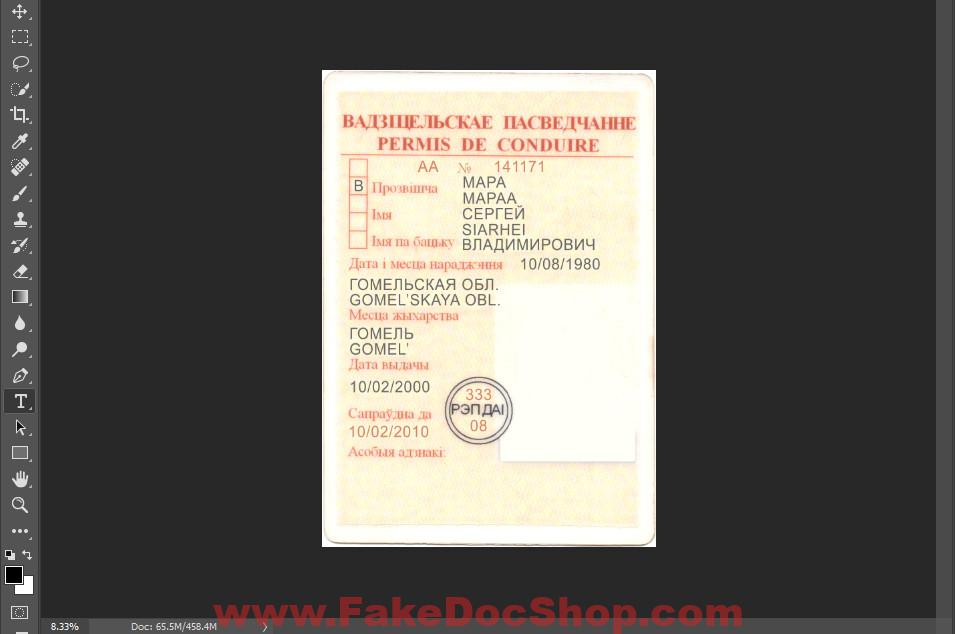 ВАДЗІЦЕЛЬСКАЕ ПАСВЕДЧАННЕ
PERMIS DE CONDUIRE
AA № 141171
B Прозвішча МАРА
МАРАА
Імя СЕРГЕЙ
SIARHEI
Імя па бацьку ВЛАДИМИРОВИЧ
Дата і месца нараджэння 10/08/1980
ГОМЕЛЬСКАЯ ОБЛ.
GOMEL'SKAYA OBL.
Месца жыхарства
ГОМЕЛЬ
GOMEL'
Дата выдачы
10/02/2000
333
РЭП ДАІ
08
Сапраўдна да
10/02/2010
Асобыя адзнакі:
www.FakeDocShop.com
8.33% Doc: 65.5M/458.4M